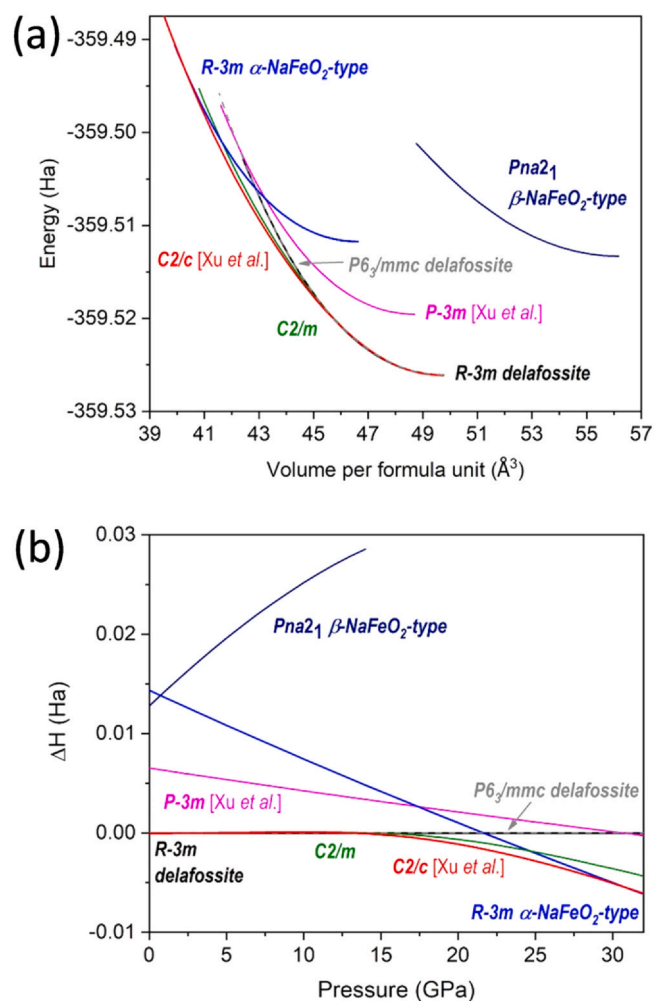 (a)
-359.49
-359.50
-359.51
-359.52
-359.53
Energy (Ha)
R-3m α-NaFeO2-type
Pna21
β-NaFeO2-type
C2/c [Xu et al.]
P63/mmc delafossite
P-3m [Xu et al.]
C2/m
R-3m delafossite
39 41 43 45 47 49 51 53 55 57
Volume per formula unit (Å3)
(b)
0.03
0.02
0.01
0.00
-0.01
ΔH (Ha)
Pna21 β-NaFeO2-type
P63/mmc delafossite
P-3m [Xu et al.]
R-3m
delafossite
C2/m
C2/c [Xu et al.]
R-3m α-NaFeO2-type
0 5 10 15 20 25 30
Pressure (GPa)